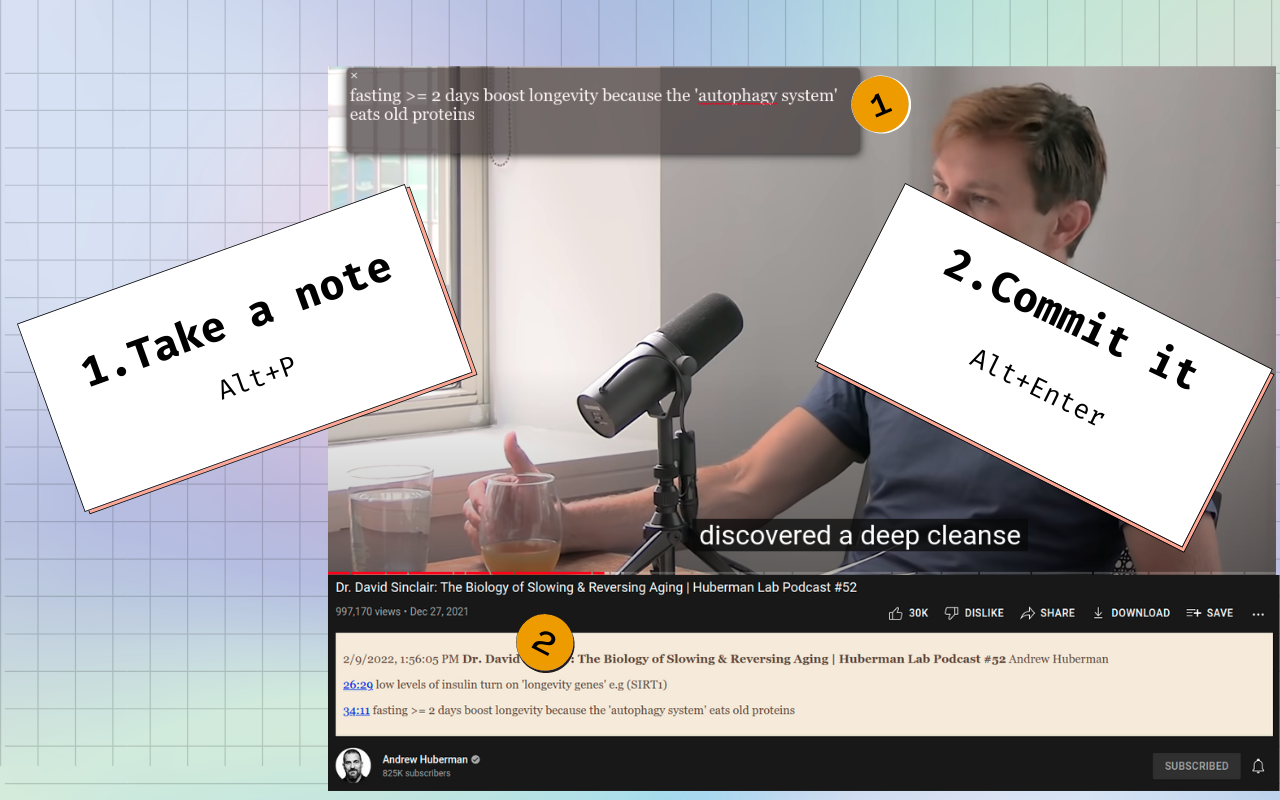 ×
fasting >= 2 days boost longevity because the 'autophagy system'
eats old proteins
1
1.Take a note
Alt+P
2.Commit it
Alt+Enter
discovered a deep cleanse
Dr. David Sinclair: The Biology of Slowing & Reversing Aging | Huberman Lab Podcast #52
997,170 views • Dec 27, 2021
30K DISLIKE SHARE DOWNLOAD SAVE ...
2
2/9/2022, 1:56:05 PM Dr. David : The Biology of Slowing & Reversing Aging | Huberman Lab Podcast #52 Andrew Huberman
26:29 low levels of insulin turn on 'longevity genes' e.g (SIRT1)
34:11 fasting >= 2 days boost longevity because the 'autophagy system' eats old proteins
Andrew Huberman
825K subscribers
SUBSCRIBED